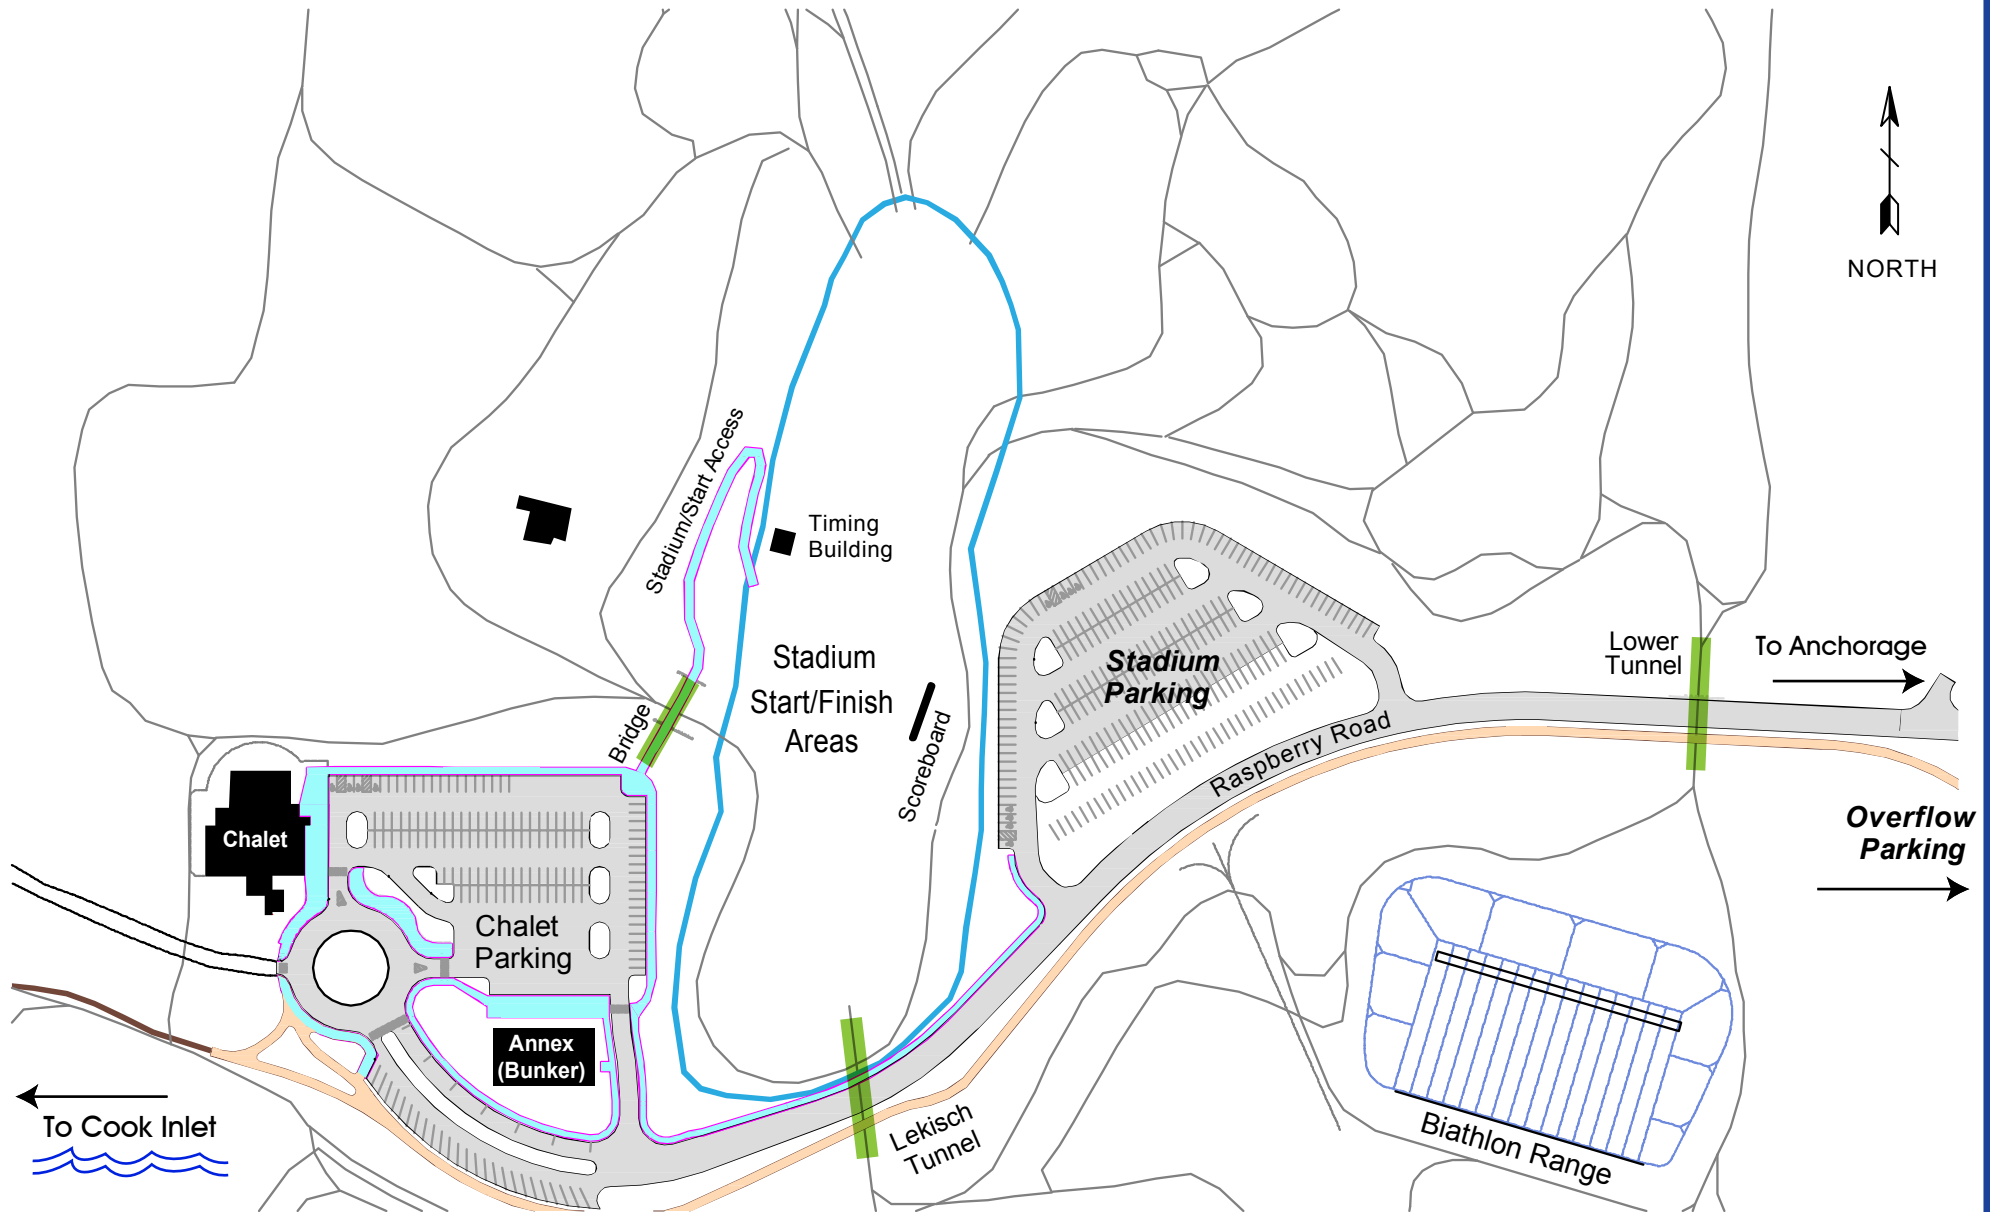 NORTH
Stadium/Start Access
Timing
Building
Stadium
Start/Finish
Areas
Bridge
Scoreboard
Stadium
Parking
Raspberry Road
Lower
Tunnel
To Anchorage
Overflow
Parking
Chalet
Chalet
Parking
Annex
(Bunker)
To Cook Inlet
Lekisch
Tunnel
Biathlon Range